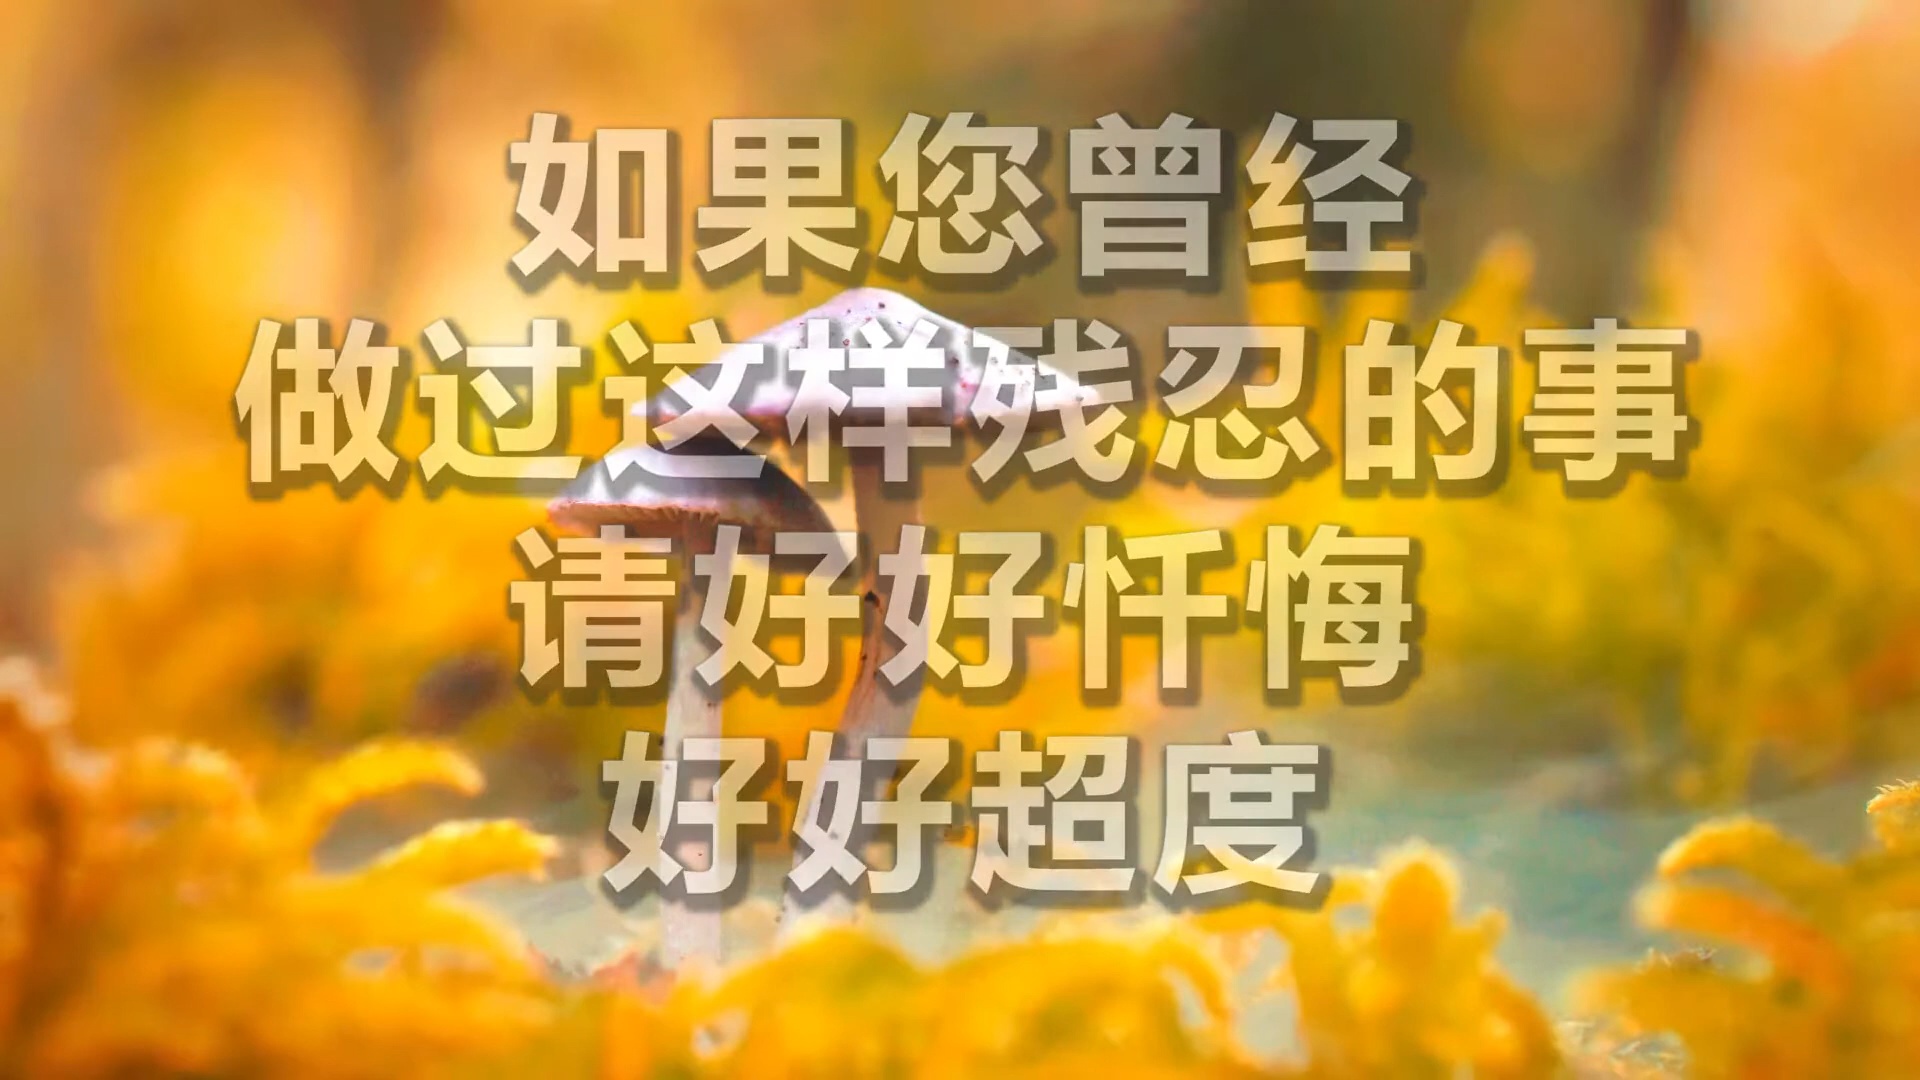 如果您曾经
做过这样残忍的事
请好好忏悔
好好超度